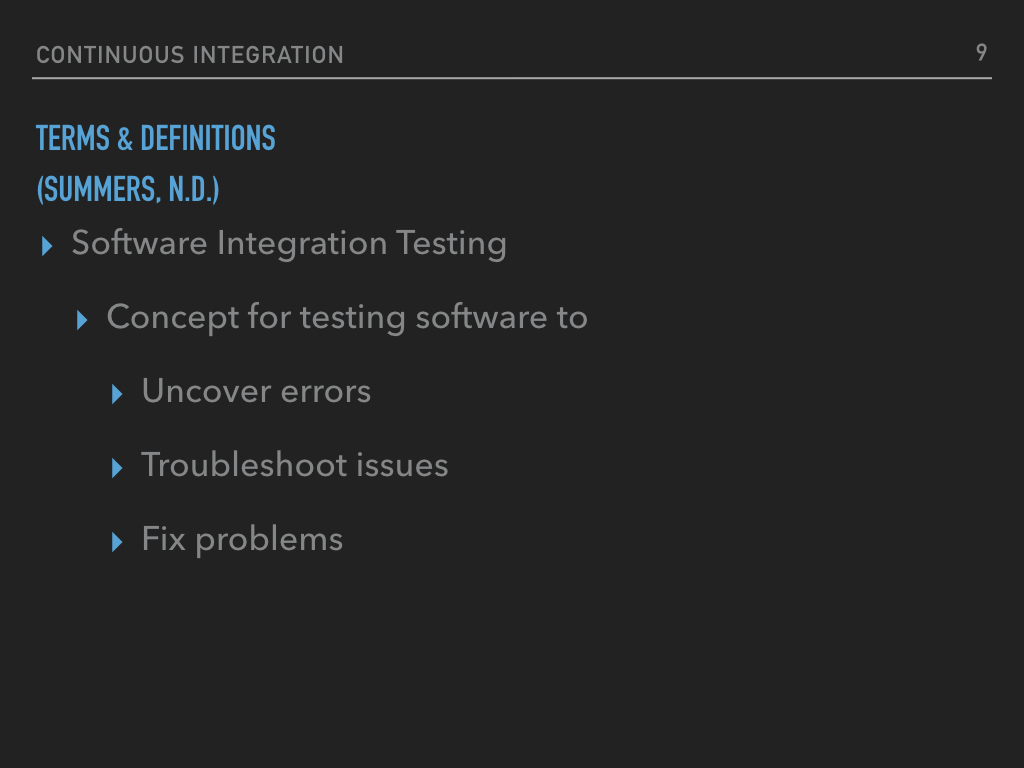 CONTINUOUS INTEGRATION
9
TERMS & DEFINITIONS
(SUMMERS, N.D.)
Software Integration Testing
Concept for testing software to
Uncover errors
Troubleshoot issues
Fix problems